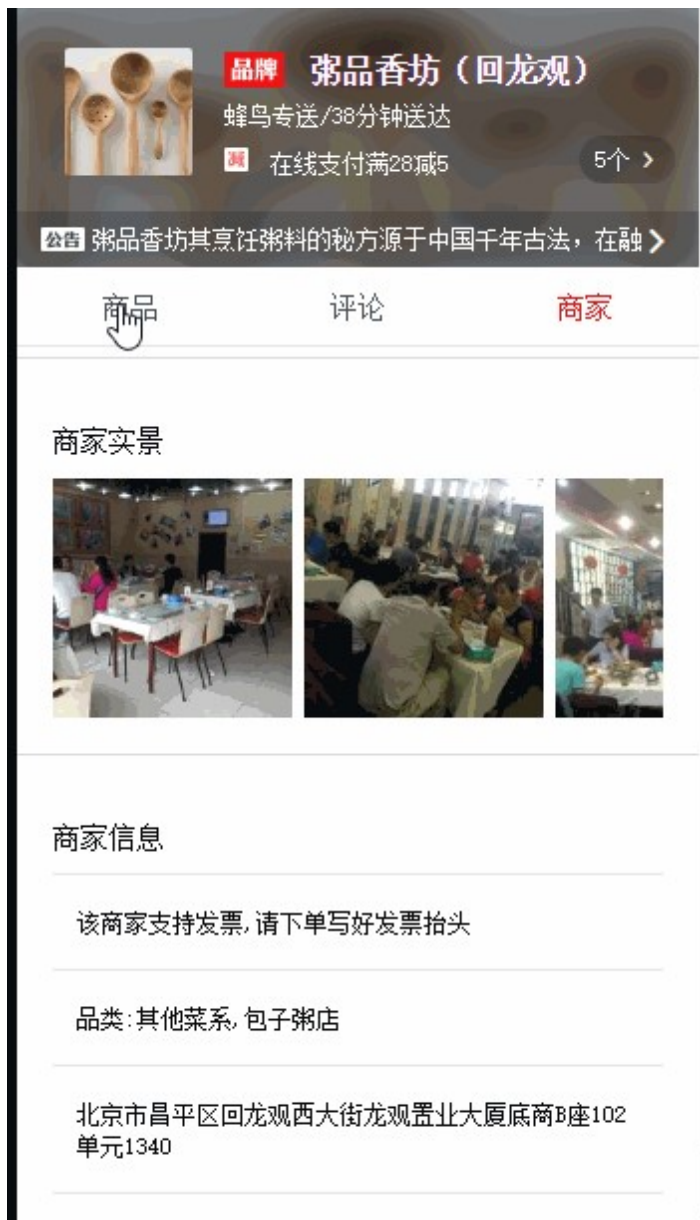 品牌 粥品香坊（回龙观）
蜂鸟专送/38分钟送达
减 在线支付满28减5 5个 >
公告 粥品香坊其烹饪粥料的秘方源于中国千年古法，在融 >
商品 评论 商家
商家实景
商家信息
该商家支持发票,请下单写好发票抬头
品类:其他菜系,包子粥店
北京市昌平区回龙观西大街龙观置业大厦底商B座102
单元1340